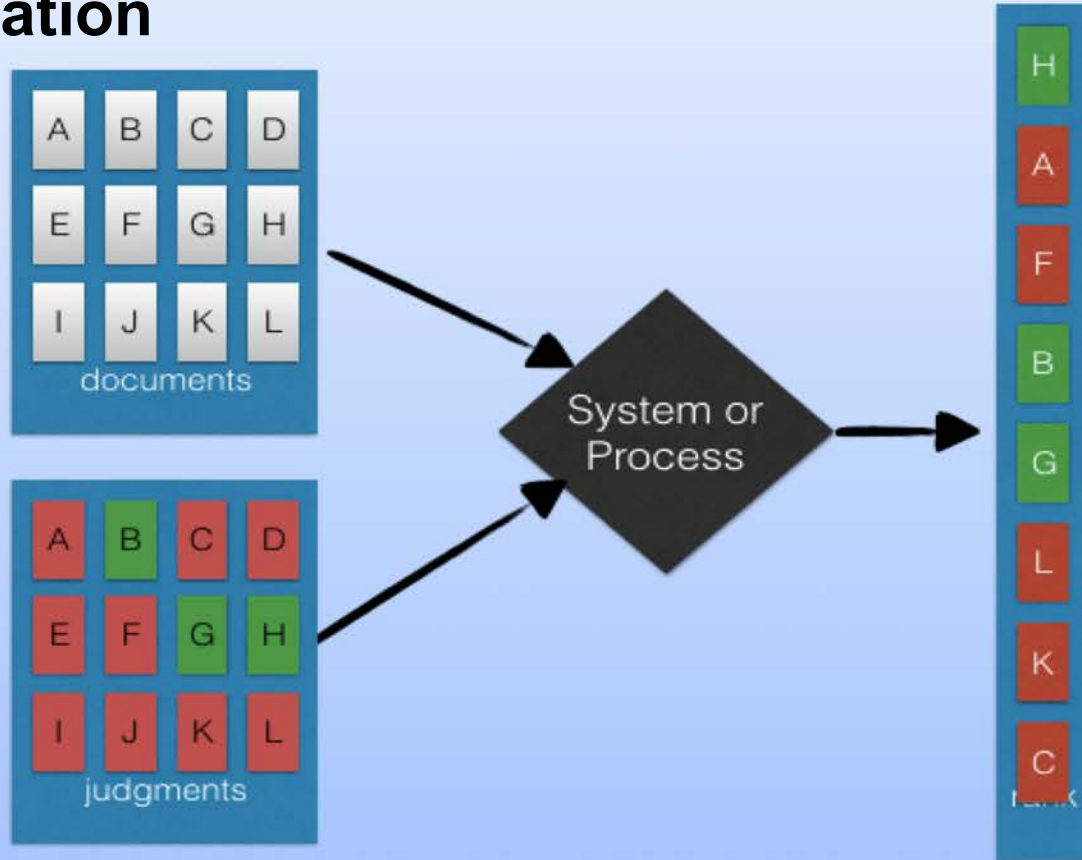 ation
A B C D
E F G H
I J K L
documents
A B C D
E F G H
I J K L
judgments
System or
Process
H
A
F
B
G
L
K
C